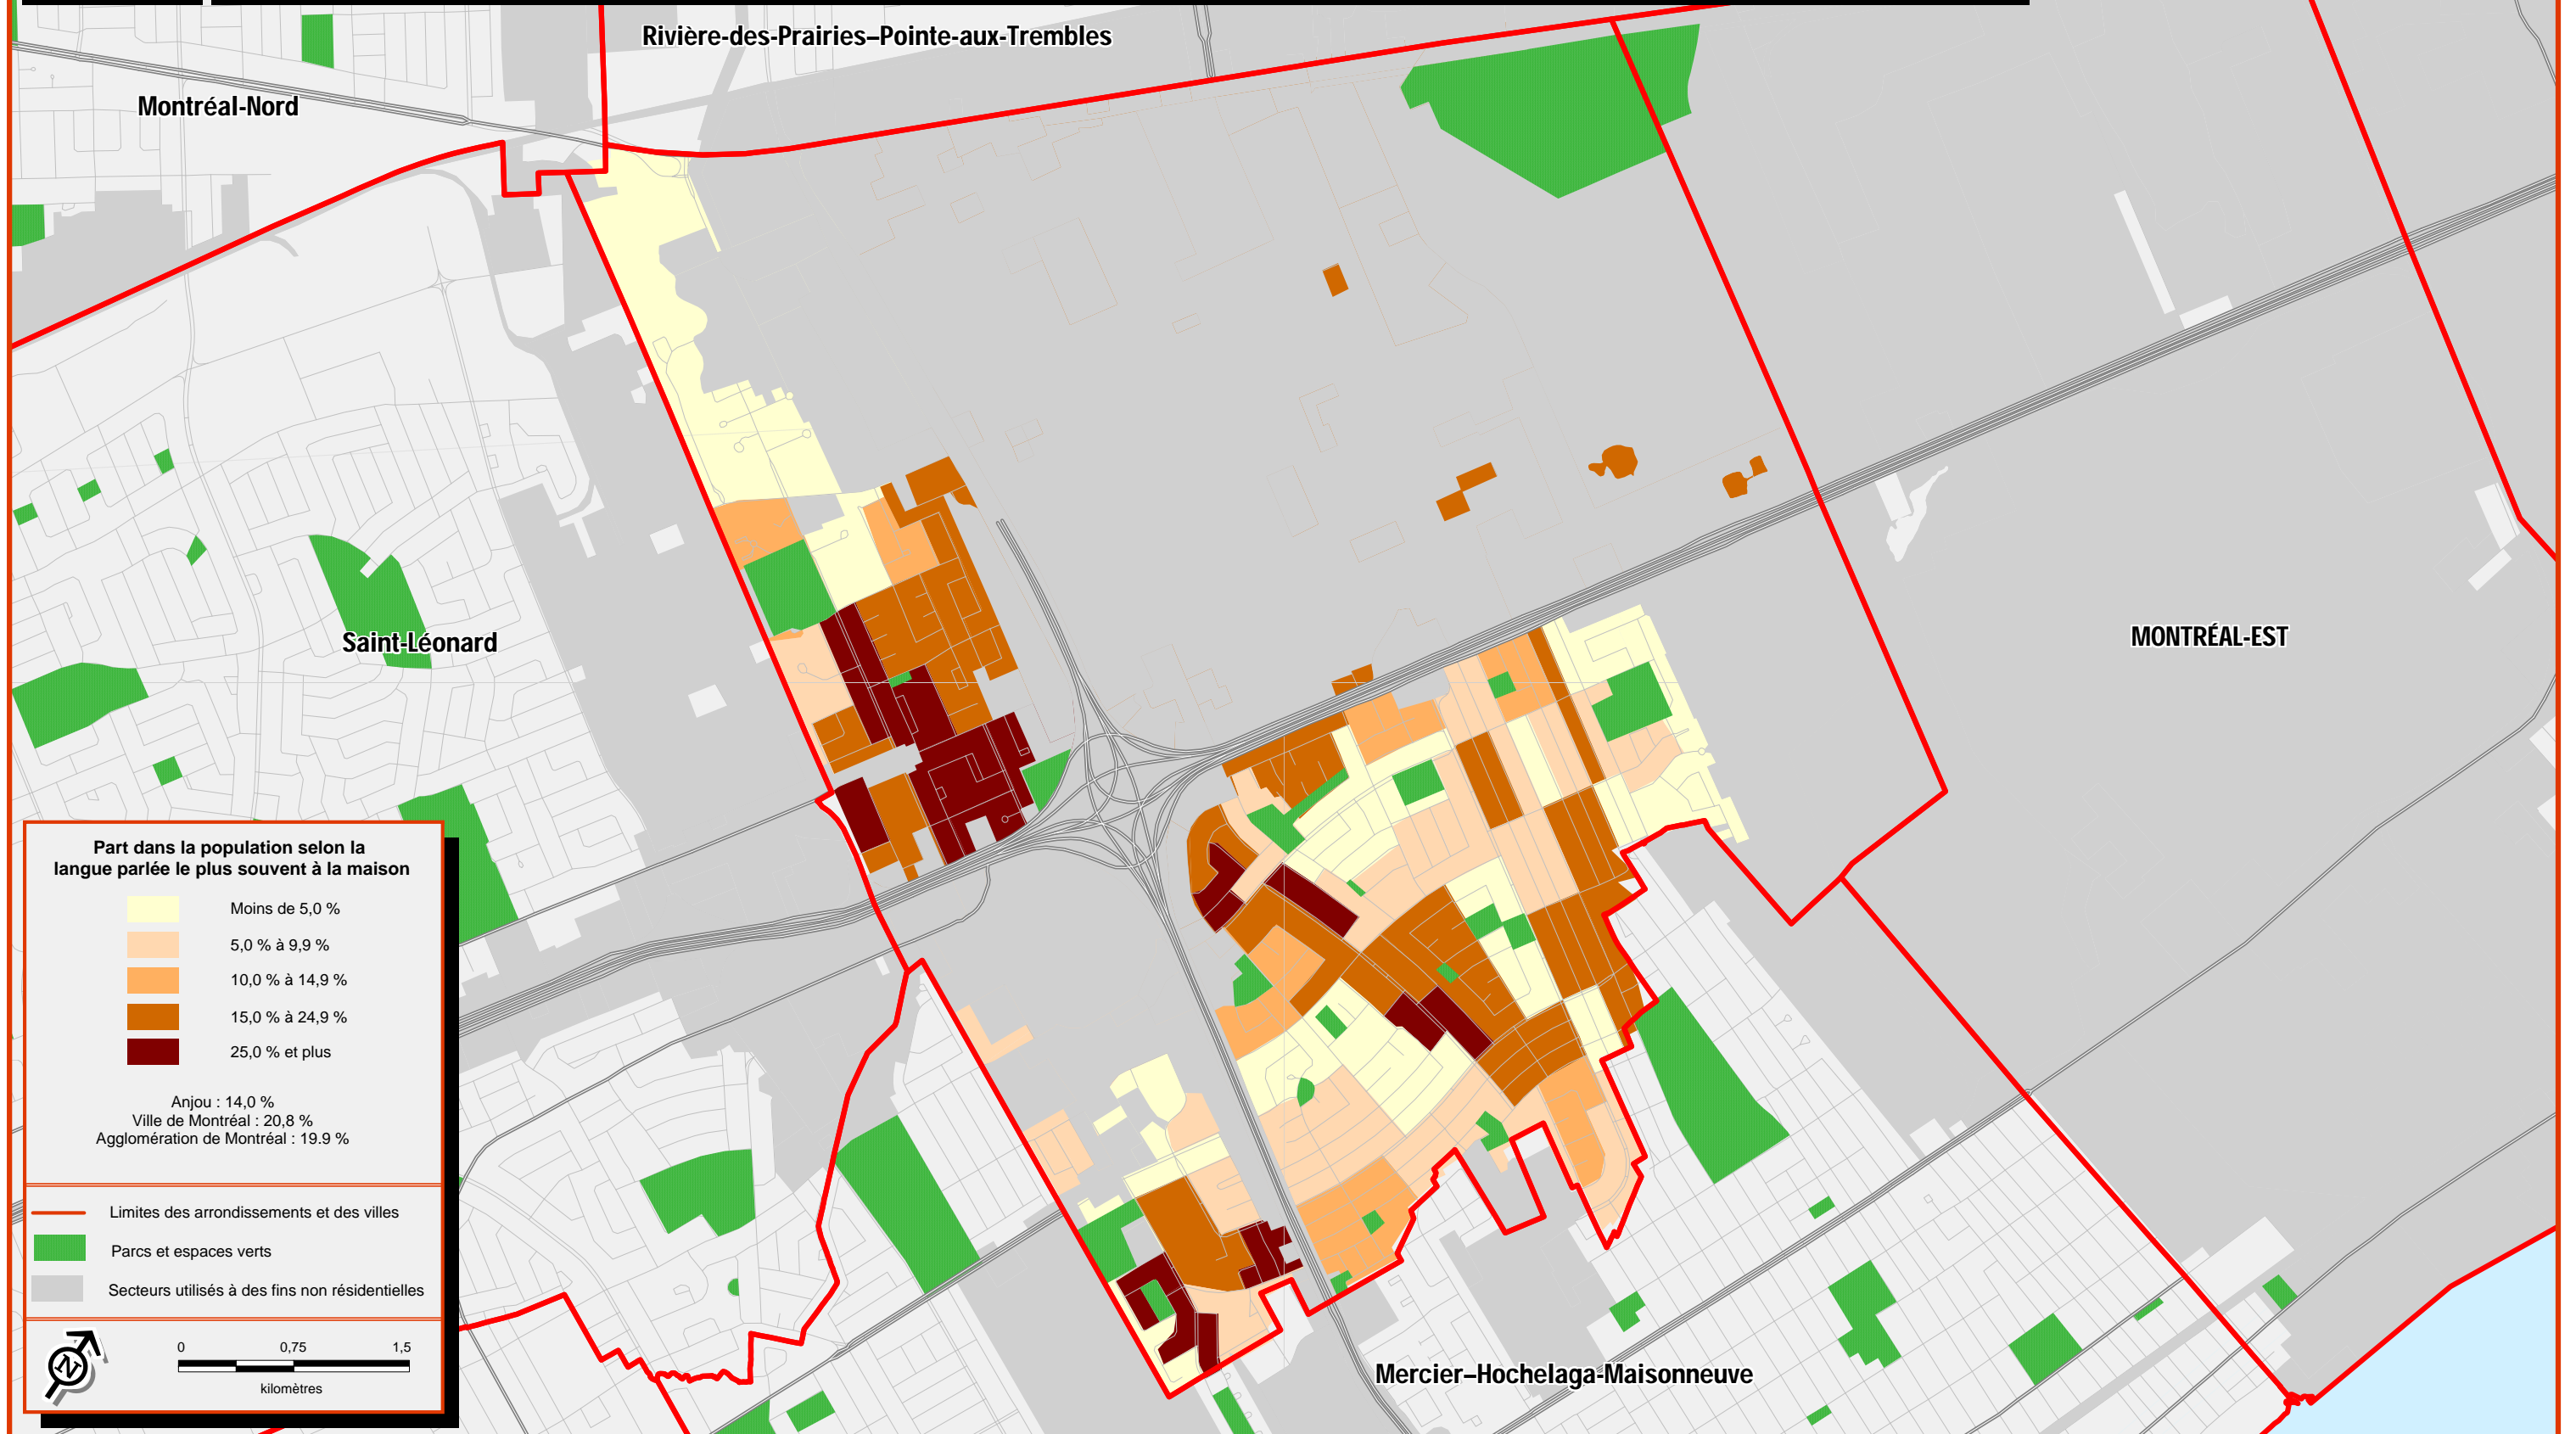 Rivière-des-Prairies–Pointe-aux-Trembles
Montréal-Nord
Saint-Léonard
MONTRÉAL-EST
Mercier–Hochelaga-Maisonneuve
Part dans la population selon la
langue parlée le plus souvent à la maison
Moins de 5,0 %
5,0 % à 9,9 %
10,0 % à 14,9 %
15,0 % à 24,9 %
25,0 % et plus
Anjou : 14,0 %
Ville de Montréal : 20,8 %
Agglomération de Montréal : 19.9 %
Limites des arrondissements et des villes
Parcs et espaces verts
Secteurs utilisés à des fins non résidentielles
N
0 0,75 1,5
kilomètres